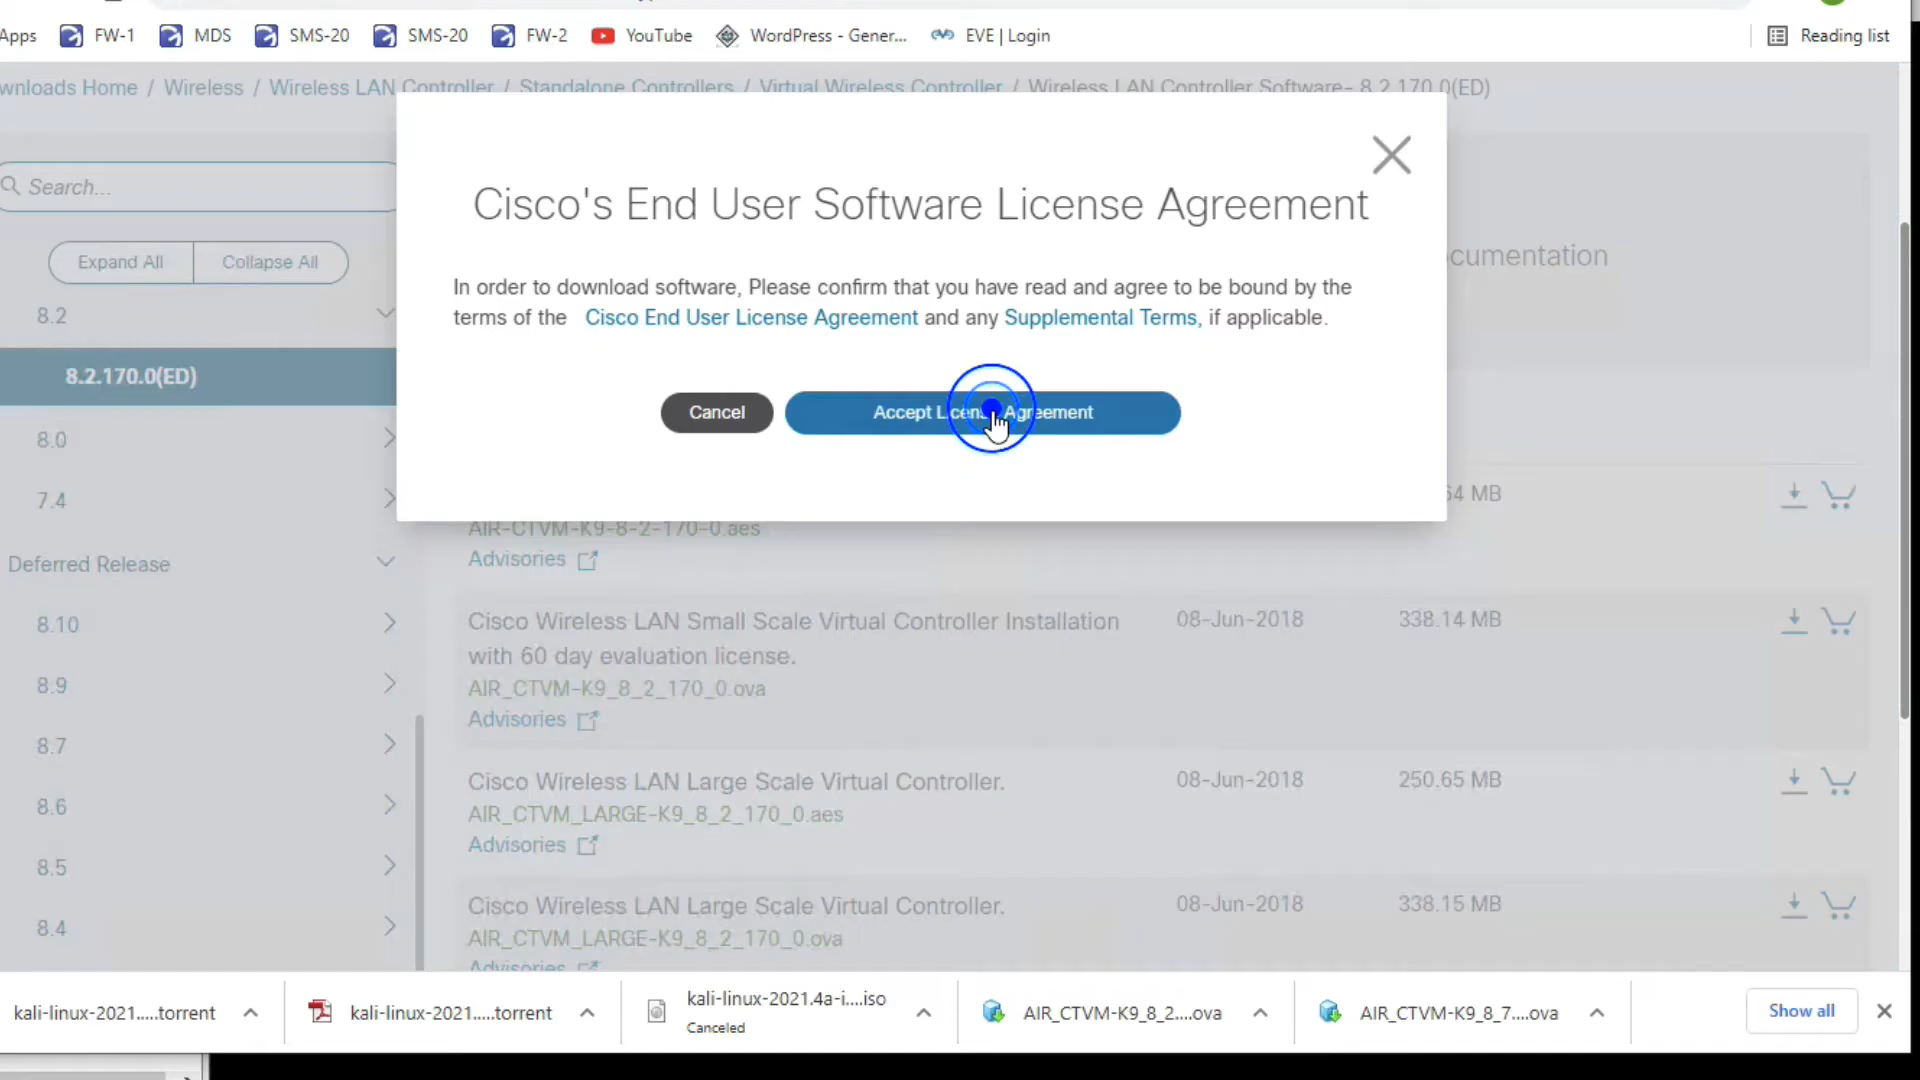 Apps FW-1 MDS SMS-20 SMS-20 FW-2 YouTube WordPress - Gener... EVE | Login Reading list
wnloads Home / Wireless / Wireless LAN Controller / Standalone Controllers / Virtual Wireless Controller / Wireless LAN Controller Software- 8.2.170.0(ED)
Search...
Expand All Collapse All
8.2
8.2.170.0(ED)
8.0
7.4
Deferred Release
8.10
8.9
8.7
8.6
8.5
8.4
Cisco's End User Software License Agreement
In order to download software, Please confirm that you have read and agree to be bound by the
terms of the Cisco End User License Agreement and any Supplemental Terms, if applicable.
Cancel Accept License Agreement
cumentation
64 MB
AIR-CTVM-K9-8-2-170-0.aes
Advisories
Cisco Wireless LAN Small Scale Virtual Controller Installation 08-Jun-2018 338.14 MB
with 60 day evaluation license.
AIR_CTVM-K9_8_2_170_0.ova
Advisories
Cisco Wireless LAN Large Scale Virtual Controller. 08-Jun-2018 250.65 MB
AIR_CTVM_LARGE-K9_8_2_170_0.aes
Advisories
Cisco Wireless LAN Large Scale Virtual Controller. 08-Jun-2018 338.15 MB
AIR_CTVM_LARGE-K9_8_2_170_0.ova
Advisories
kali-linux-2021.....torrent kali-linux-2021.....torrent kali-linux-2021.4a-i....iso AIR_CTVM-K9_8_2....ova AIR_CTVM-K9_8_7....ova Show all
Canceled